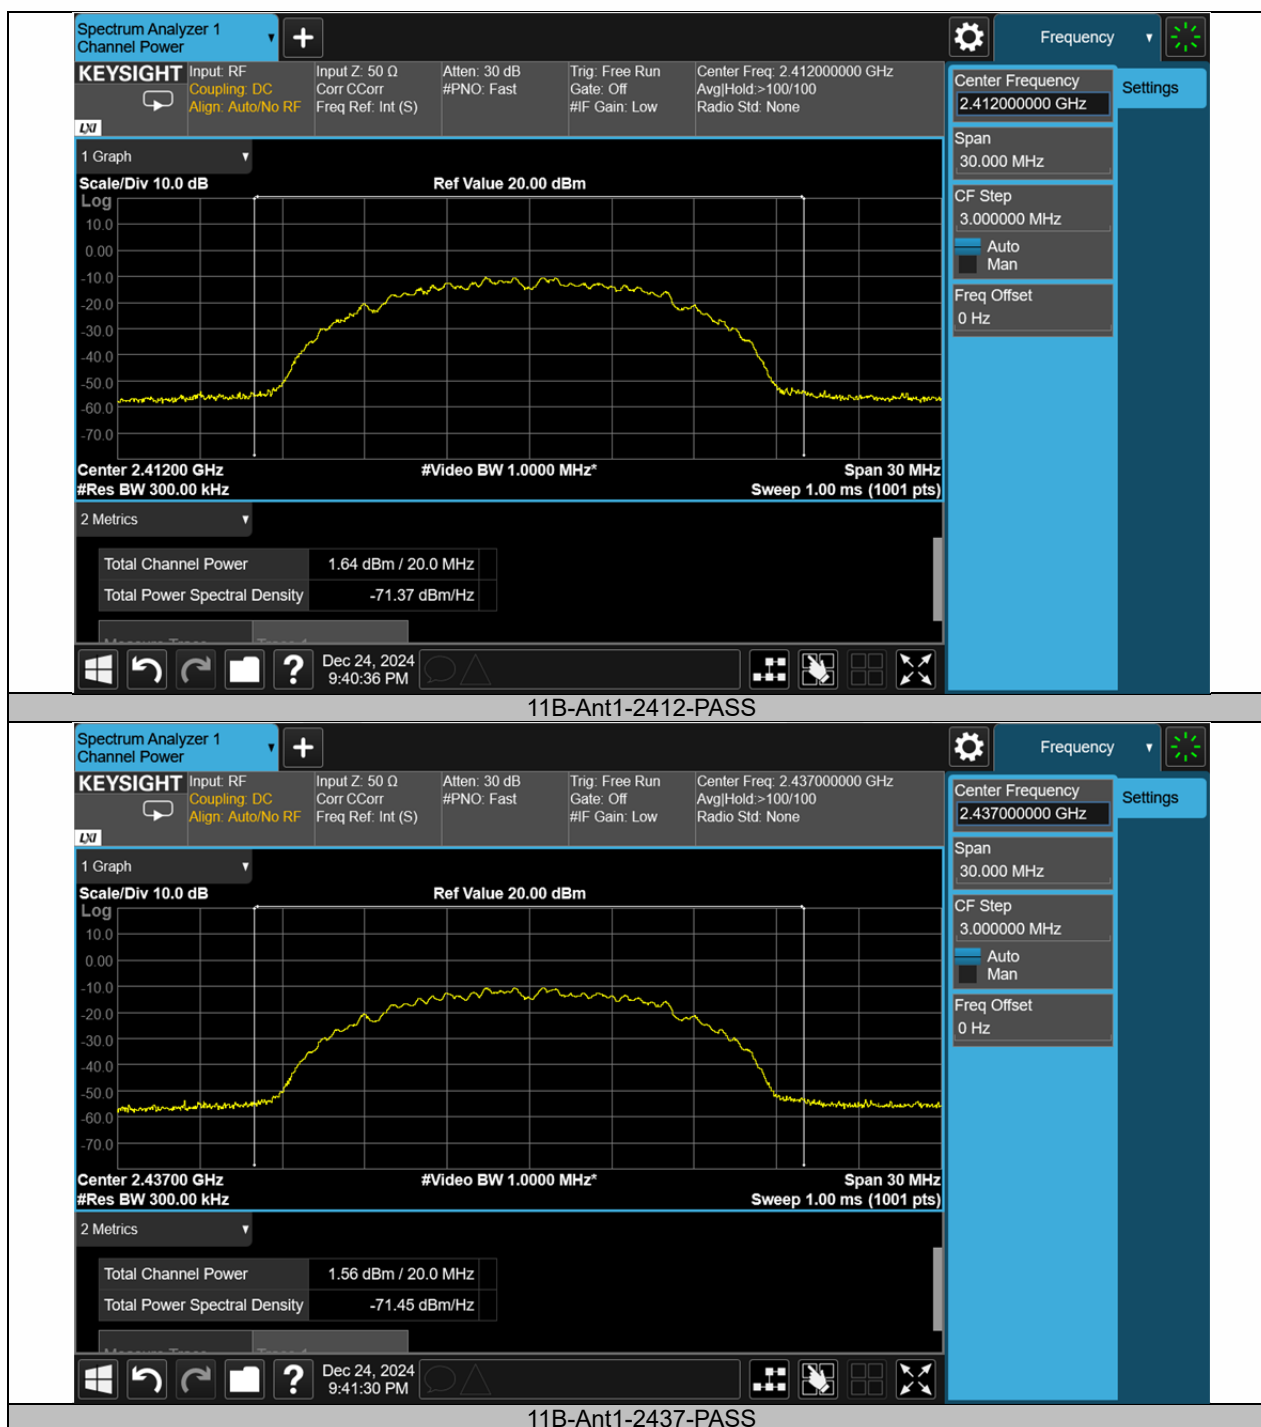 Spectrum Analyzer 1
Channel Power
Frequency
KEYSIGHT
LXI
Input: RF
Coupling: DC
Align: Auto/No RF
Input Z: 50 Ω
Corr CCorr
Freq Ref: Int (S)
Atten: 30 dB
#PNO: Fast
Trig: Free Run
Gate: Off
#IF Gain: Low
Center Freq: 2.412000000 GHz
Avg|Hold:>100/100
Radio Std: None
Center Frequency
2.412000000 GHz
Settings
Span
30.000 MHz
CF Step
3.000000 MHz
Auto
Man
Freq Offset
0 Hz
1 Graph
Scale/Div 10.0 dB
Ref Value 20.00 dBm
Log
10.0
0.00
-10.0
-20.0
-30.0
-40.0
-50.0
-60.0
-70.0
Center 2.41200 GHz
#Video BW 1.0000 MHz*
Span 30 MHz
#Res BW 300.00 kHz
Sweep 1.00 ms (1001 pts)
2 Metrics
Total Channel Power 1.64 dBm / 20.0 MHz
Total Power Spectral Density -71.37 dBm/Hz
Dec 24, 2024
9:40:36 PM
11B-Ant1-2412-PASS
Spectrum Analyzer 1
Channel Power
Frequency
KEYSIGHT
LXI
Input: RF
Coupling: DC
Align: Auto/No RF
Input Z: 50 Ω
Corr CCorr
Freq Ref: Int (S)
Atten: 30 dB
#PNO: Fast
Trig: Free Run
Gate: Off
#IF Gain: Low
Center Freq: 2.437000000 GHz
Avg|Hold:>100/100
Radio Std: None
Center Frequency
2.437000000 GHz
Settings
Span
30.000 MHz
CF Step
3.000000 MHz
Auto
Man
Freq Offset
0 Hz
1 Graph
Scale/Div 10.0 dB
Ref Value 20.00 dBm
Log
10.0
0.00
-10.0
-20.0
-30.0
-40.0
-50.0
-60.0
-70.0
Center 2.43700 GHz
#Video BW 1.0000 MHz*
Span 30 MHz
#Res BW 300.00 kHz
Sweep 1.00 ms (1001 pts)
2 Metrics
Total Channel Power 1.56 dBm / 20.0 MHz
Total Power Spectral Density -71.45 dBm/Hz
Dec 24, 2024
9:41:30 PM
11B-Ant1-2437-PASS